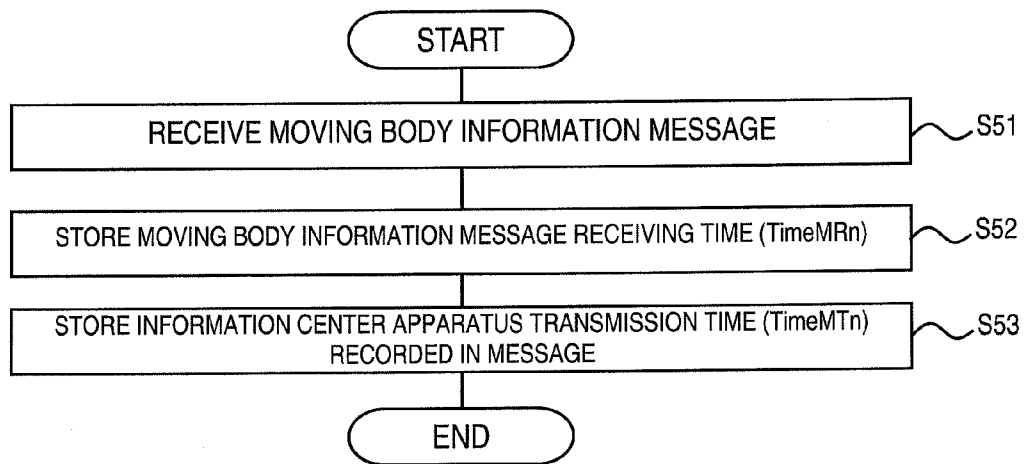 START
RECEIVE MOVING BODY INFORMATION MESSAGE
S51
STORE MOVING BODY INFORMATION MESSAGE RECEIVING TIME (TimeMRn)
S52
STORE INFORMATION CENTER APPARATUS TRANSMISSION TIME (TimeMTn)
RECORDED IN MESSAGE
S53
END